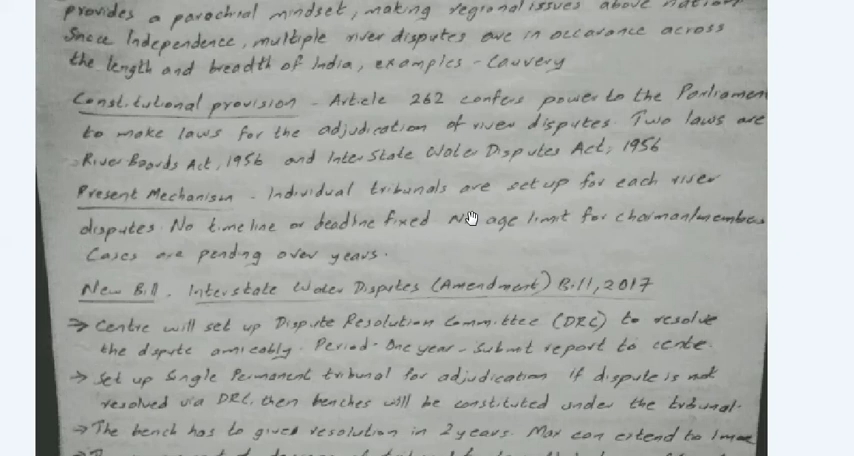 provides a parochial mindset, making regional issues above nation
Since Independence, multiple river disputes are in occurance across
the length and breadth of India, examples - Cauvery
Constitutional provision - Article 262 confers power to the Parliamen
to make laws for the adjudication of river disputes. Two laws are
River Boards Act, 1956 and Inter State Water Disputes Act, 1956
Present Mechanism - Individual tribunals are set up for each river
disputes. No timeline or deadline fixed No age limit for chairman/members
Cases are pending over years.
New Bill - Interstate Water Disputes (Amendment) Bill, 2017
⇒ Centre will set up Dispute Resolution Committee (DRC) to resolve
the dispute amicably. Period - One year - Submit report to cente.
→ Set up Single Permanent tribunal for adjudication If dispute is not
resolved via DRC, then benches will be constituted under the tribunal.
→ The bench has to give resolution in 2 years. Max can extend to 1 more